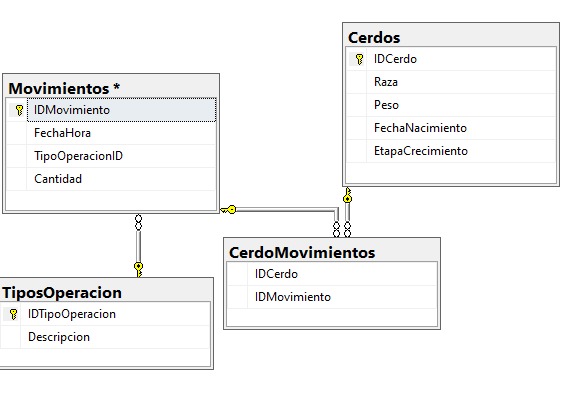 Cerdos
IDCerdo
Raza
Peso
FechaNacimiento
EtapaCrecimiento
Movimientos *
IDMovimiento
FechaHora
TipoOperacionID
Cantidad
CerdoMovimientos
IDCerdo
IDMovimiento
TiposOperacion
IDTipoOperacion
Descripcion